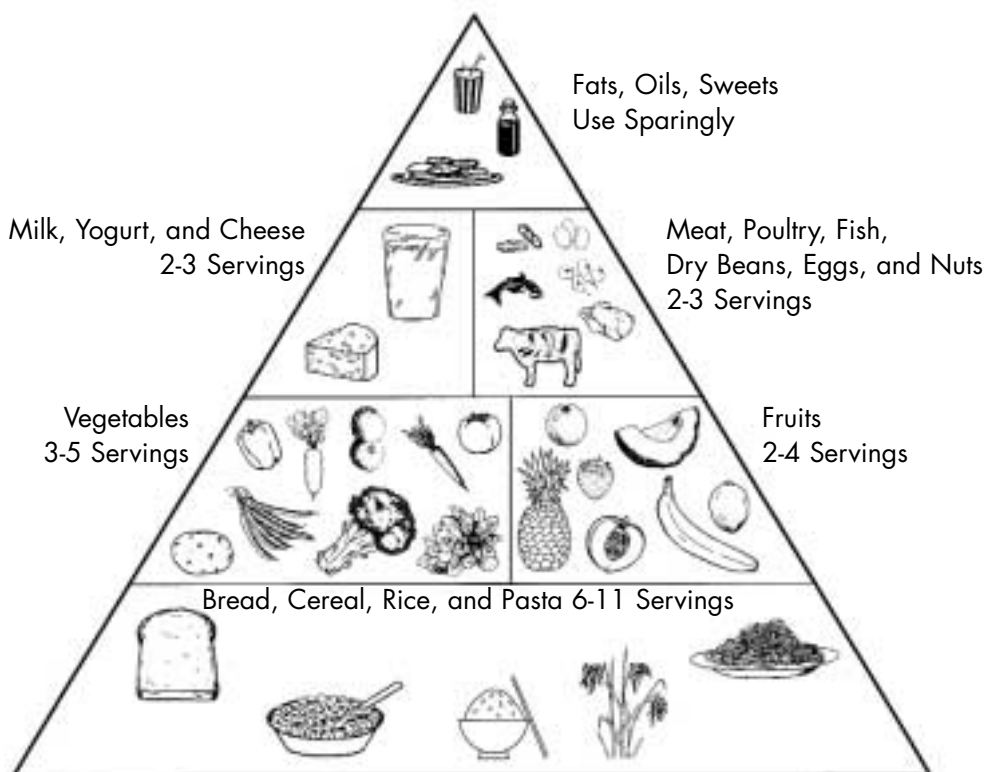 Fats, Oils, Sweets
Use Sparingly
Milk, Yogurt, and Cheese
2-3 Servings
Meat, Poultry, Fish,
Dry Beans, Eggs, and Nuts
2-3 Servings
Vegetables
3-5 Servings
Fruits
2-4 Servings
Bread, Cereal, Rice, and Pasta 6-11 Servings